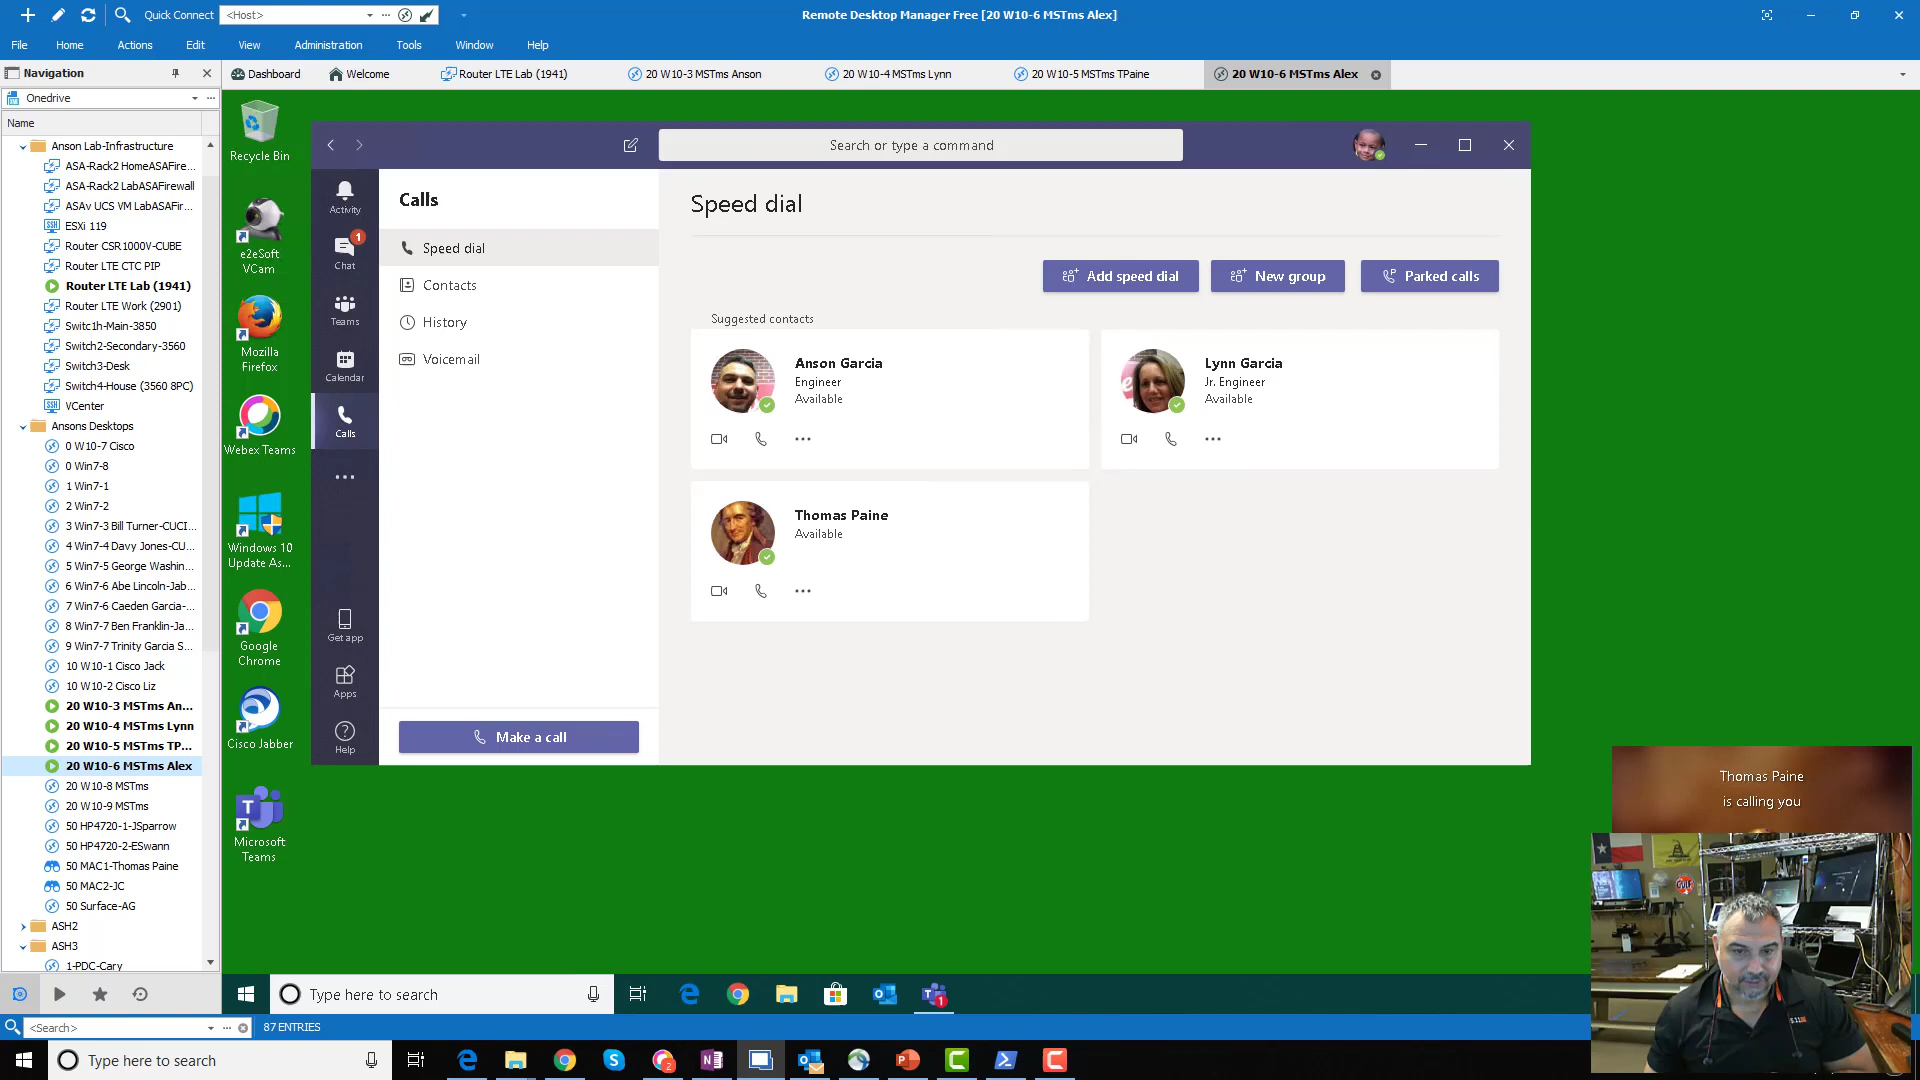 Quick Connect
<Host>
Remote Desktop Manager Free [20 W10-6 MSTms Alex]
File
Home
Actions
Edit
View
Administration
Tools
Window
Help
Navigation
Dashboard
Welcome
Router LTE Lab (1941)
20 W10-3 MSTms Anson
20 W10-4 MSTms Lynn
20 W10-5 MSTms TPaine
20 W10-6 MSTms Alex
Onedrive
Name
Anson Lab-Infrastructure
ASA-Rack2 HomeASAFire...
ASA-Rack2 LabASAFirewall
ASAv UCS VM LabASAFir...
ESXi 119
Router CSR1000V-CUBE
Router LTE CTC PIP
Router LTE Lab (1941)
Router LTE Work (2901)
Switc1h-Main-3850
Switch2-Secondary-3560
Switch3-Desk
Switch4-House (3560 8PC)
VCenter
Ansons Desktops
0 W10-7 Cisco
0 Win7-8
1 Win7-1
2 Win7-2
3 Win7-3 Bill Turner-CUCI...
4 Win7-4 Davy Jones-CU...
5 Win7-5 George Washin...
6 Win7-6 Abe Lincoln-Jab...
7 Win7-6 Caeden Garcia-...
8 Win7-7 Ben Franklin-Ja...
9 Win7-7 Trinity Garcia S...
10 W10-1 Cisco Jack
10 W10-2 Cisco Liz
20 W10-3 MSTms An...
20 W10-4 MSTms Lynn
20 W10-5 MSTms TP...
20 W10-6 MSTms Alex
20 W10-8 MSTms
20 W10-9 MSTms
50 HP4720-1-JSparrow
50 HP4720-2-ESwann
50 MAC1-Thomas Paine
50 MAC2-JC
50 Surface-AG
ASH2
ASH3
1-PDC-Cary
<Search>
87 ENTRIES
Recycle Bin
e2eSoft
VCam
Mozilla
Firefox
Webex Teams
Windows 10
Update As...
Google
Chrome
Cisco Jabber
Microsoft
Teams
Search or type a command
Activity
1
Chat
Teams
Calendar
Calls
Get app
Apps
Help
Calls
Speed dial
Contacts
History
Voicemail
Make a call
Speed dial
Add speed dial
New group
Parked calls
Suggested contacts
Anson Garcia
Engineer
Available
Lynn Garcia
Jr. Engineer
Available
Thomas Paine
Available
Thomas Paine
is calling you
GULF
5.11
Type here to search
1
Type here to search
2